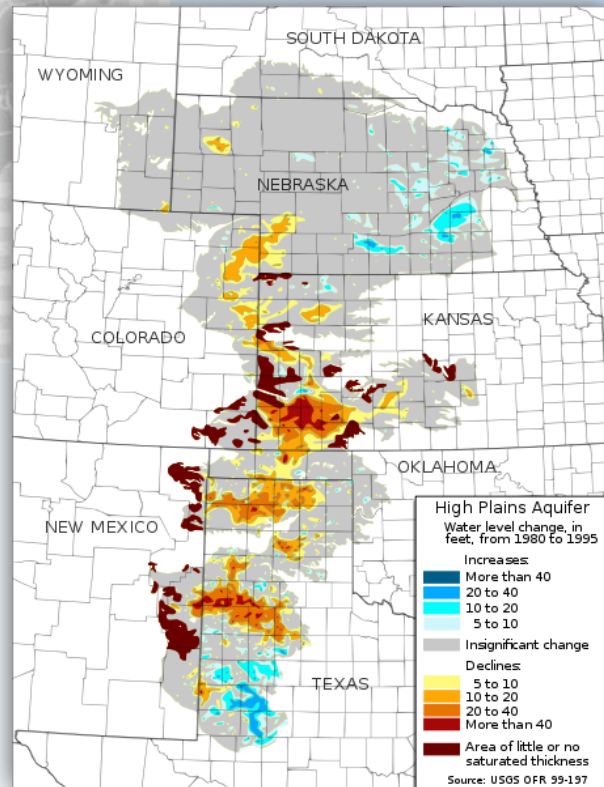 SOUTH DAKOTA
WYOMING
NEBRASKA
COLORADO
KANSAS
OKLAHOMA
NEW MEXICO
TEXAS
High Plains Aquifer
Water level change, in
feet, from 1980 to 1995
Increases:
More than 40
20 to 40
10 to 20
5 to 10
Insignificant change
Declines:
5 to 10
10 to 20
20 to 40
More than 40
Area of little or no
saturated thickness
Source: USGS OFR 99-197